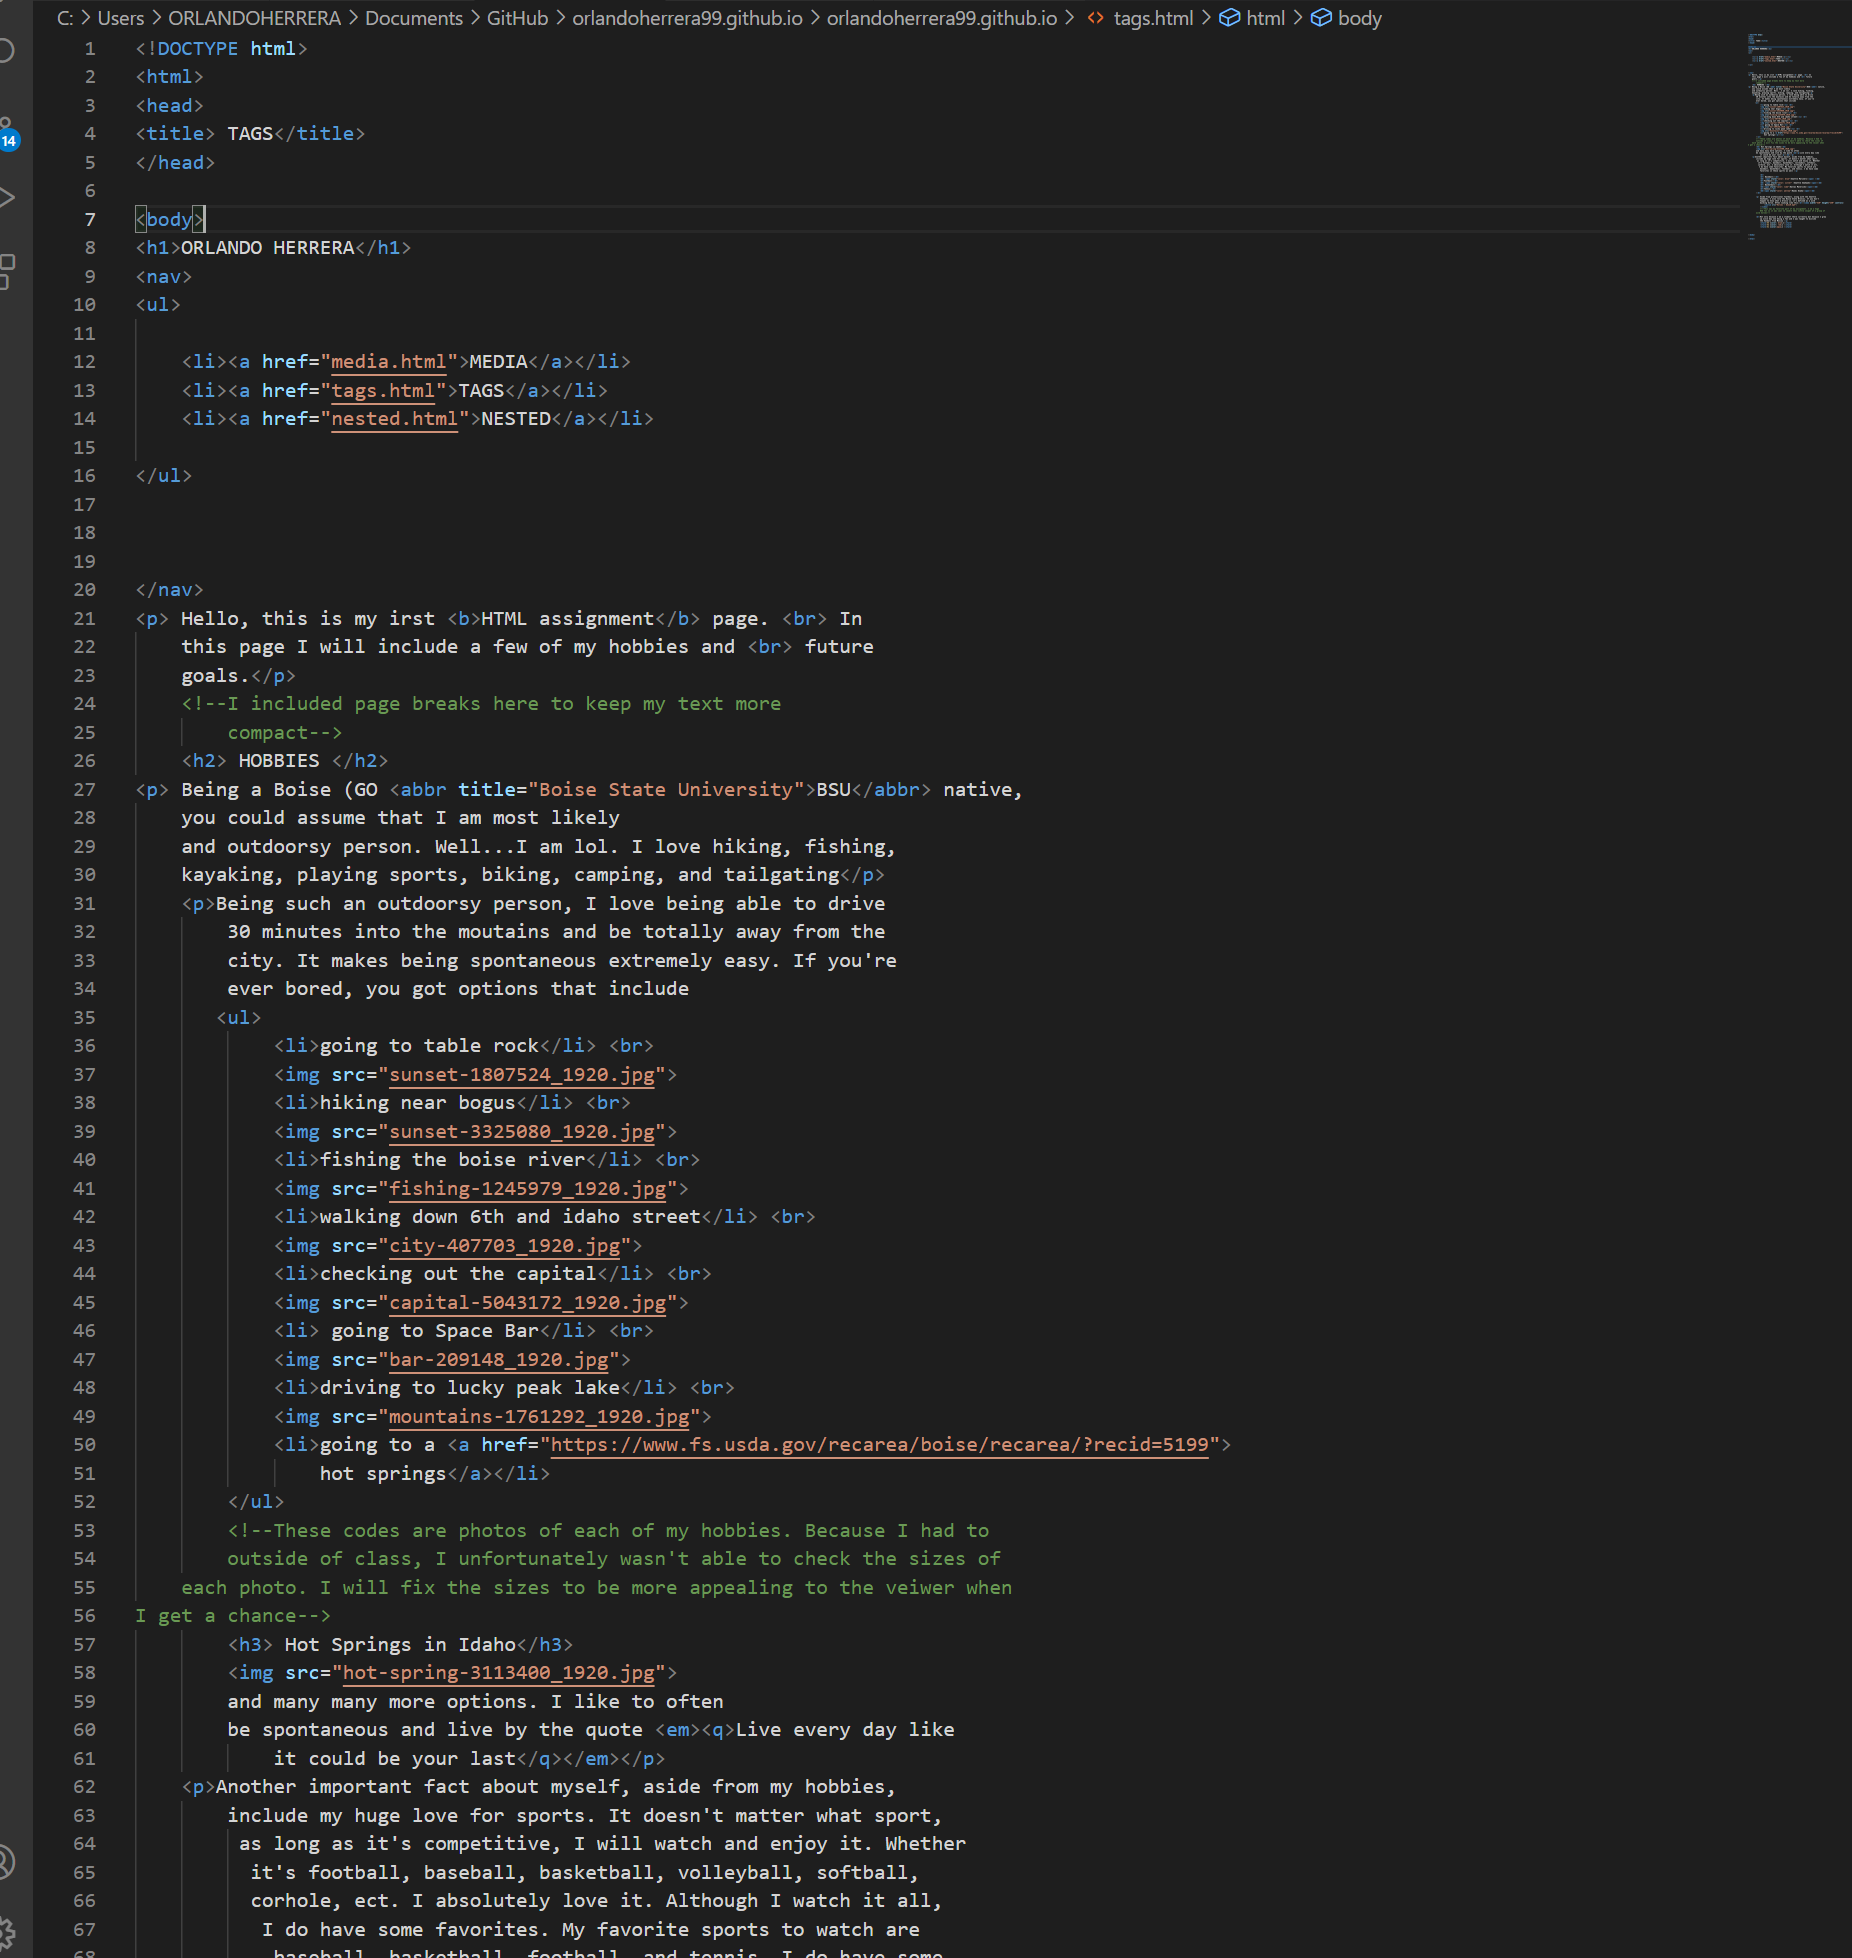 C: > Users > ORLANDOHERRERA > Documents > GitHub > orlandoherrera99.github.io > orlandoherrera99.github.io > <> tags.html > html > body
14
1 <!DOCTYPE html>
2 <html>
3 <head>
4 <title> TAGS</title>
5 </head>
6
7 <body>
8 <h1>ORLANDO HERRERA</h1>
9 <nav>
10 <ul>
11
12 <li><a href="media.html">MEDIA</a></li>
13 <li><a href="tags.html">TAGS</a></li>
14 <li><a href="nested.html">NESTED</a></li>
15
16 </ul>
17
18
19
20 </nav>
21 <p> Hello, this is my irst <b>HTML assignment</b> page. <br> In
22 this page I will include a few of my hobbies and <br> future
23 goals.</p>
24 <!--I included page breaks here to keep my text more
25 compact-->
26 <h2> HOBBIES </h2>
27 <p> Being a Boise (GO <abbr title="Boise State University">BSU</abbr> native,
28 you could assume that I am most likely
29 and outdoorsy person. Well...I am lol. I love hiking, fishing,
30 kayaking, playing sports, biking, camping, and tailgating</p>
31 <p>Being such an outdoorsy person, I love being able to drive
32 30 minutes into the moutains and be totally away from the
33 city. It makes being spontaneous extremely easy. If you're
34 ever bored, you got options that include
35 <ul>
36 <li>going to table rock</li> <br>
37 <img src="sunset-1807524_1920.jpg">
38 <li>hiking near bogus</li> <br>
39 <img src="sunset-3325080_1920.jpg">
40 <li>fishing the boise river</li> <br>
41 <img src="fishing-1245979_1920.jpg">
42 <li>walking down 6th and idaho street</li> <br>
43 <img src="city-407703_1920.jpg">
44 <li>checking out the capital</li> <br>
45 <img src="capital-5043172_1920.jpg">
46 <li> going to Space Bar</li> <br>
47 <img src="bar-209148_1920.jpg">
48 <li>driving to lucky peak lake</li> <br>
49 <img src="mountains-1761292_1920.jpg">
50 <li>going to a <a href="https://www.fs.usda.gov/recarea/boise/recarea/?recid=5199">
51 hot springs</a></li>
52 </ul>
53 <!--These codes are photos of each of my hobbies. Because I had to
54 outside of class, I unfortunately wasn't able to check the sizes of
55 each photo. I will fix the sizes to be more appealing to the veiwer when
56 I get a chance-->
57 <h3> Hot Springs in Idaho</h3>
58 <img src="hot-spring-3113400_1920.jpg">
59 and many many more options. I like to often
60 be spontaneous and live by the quote <em><q>Live every day like
61 it could be your last</q></em></p>
62 <p>Another important fact about myself, aside from my hobbies,
63 include my huge love for sports. It doesn't matter what sport,
64 as long as it's competitive, I will watch and enjoy it. Whether
65 it's football, baseball, basketball, volleyball, softball,
66 corhole, ect. I absolutely love it. Although I watch it all,
67 I do have some favorites. My favorite sports to watch are
68 baseball, basketball, football, and tennis. I do have some